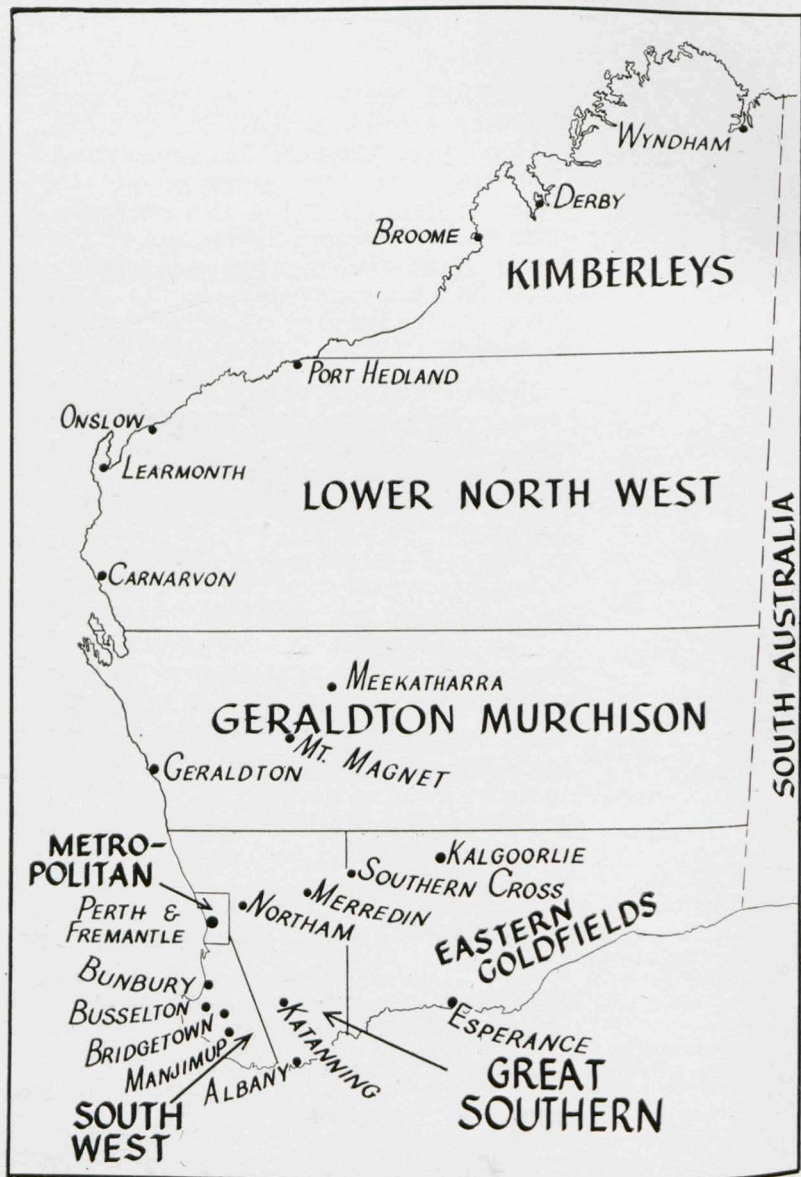 WYNDHAM
DERBY
BROOME
KIMBERLEYS
PORT HEDLAND
ONSLOW
LEARMONTH
LOWER NORTH WEST
CARNARVON
SOUTH AUSTRALIA
MEEKATHARRA
GERALDTON MURCHISON
MT. MAGNET
GERALDTON
METRO-
POLITAN
KALGOORLIE
SOUTHERN CROSS
MERREDIN
NORTHAM
PERTH &
FREMANTLE
EASTERN
GOLDFIELDS
BUNBURY
BUSSELTON
BRIDGETOWN
MANJIMUP
KATANNING
ESPERANCE
ALBANY
GREAT
SOUTHERN
SOUTH
WEST